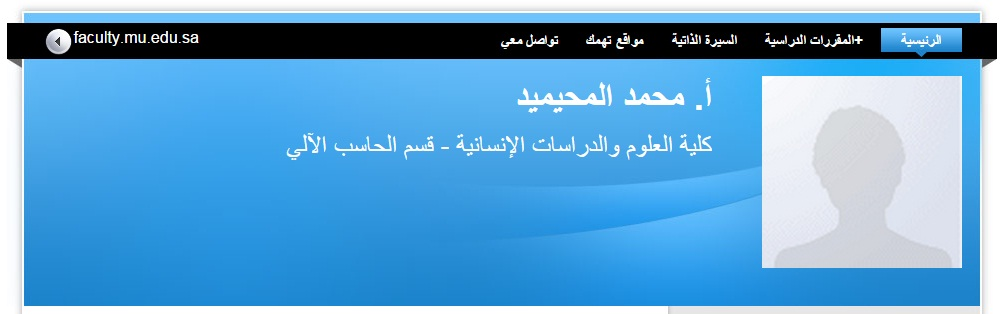 الرئيسية +المقررات الدراسية السيرة الذاتية مواقع تهمك تواصل معي faculty.mu.edu.sa
أ. محمد المحيميد
كلية العلوم والدراسات الإنسانية - قسم الحاسب الآلي